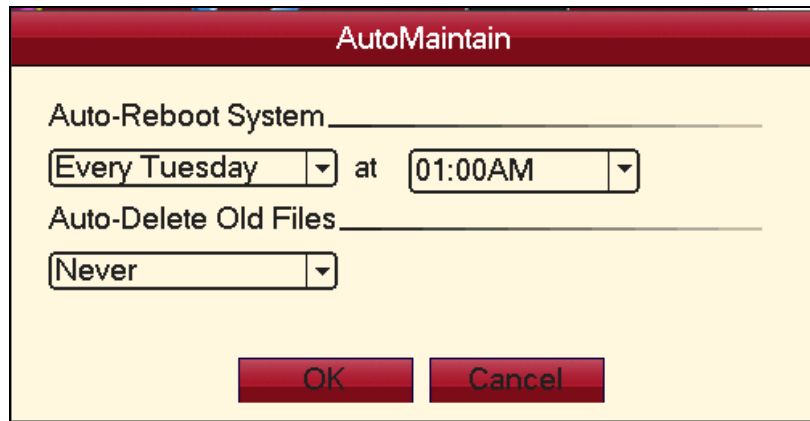 AutoMaintain
Auto-Reboot System
Every Tuesday at 01:00AM
Auto-Delete Old Files
Never
OK Cancel